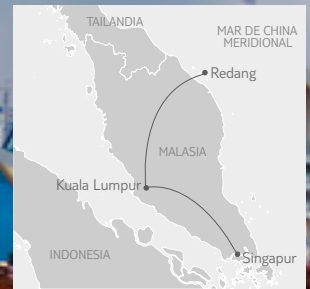 TAILANDIA
MAR DE CHINA
MERIDIONAL
Redang
MALASIA
Kuala Lumpur
INDONESIA
Singapur